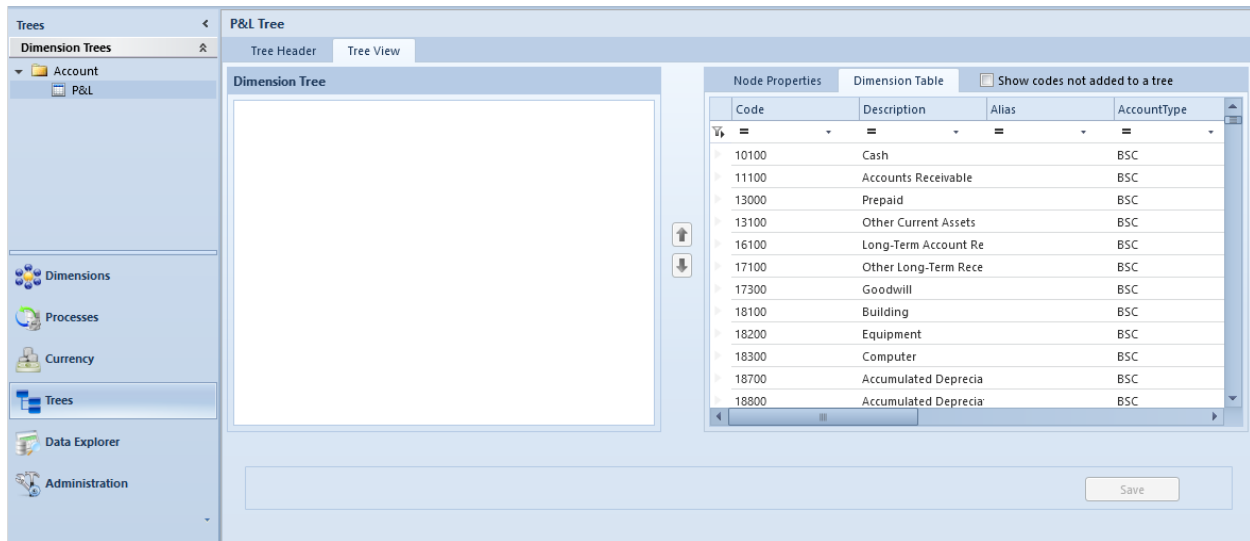 Trees
Dimension Trees
Account
P&L
Dimensions
Processes
Currency
Trees
Data Explorer
Administration
P&L Tree
Tree Header Tree View
Dimension Tree
Node Properties Dimension Table Show codes not added to a tree
Code Description Alias AccountType
= = = =
10100 Cash BSC
11100 Accounts Receivable BSC
13000 Prepaid BSC
13100 Other Current Assets BSC
16100 Long-Term Account Re BSC
17100 Other Long-Term Rece BSC
17300 Goodwill BSC
18100 Building BSC
18200 Equipment BSC
18300 Computer BSC
18700 Accumulated Deprecia BSC
18800 Accumulated Deprecia BSC
Save